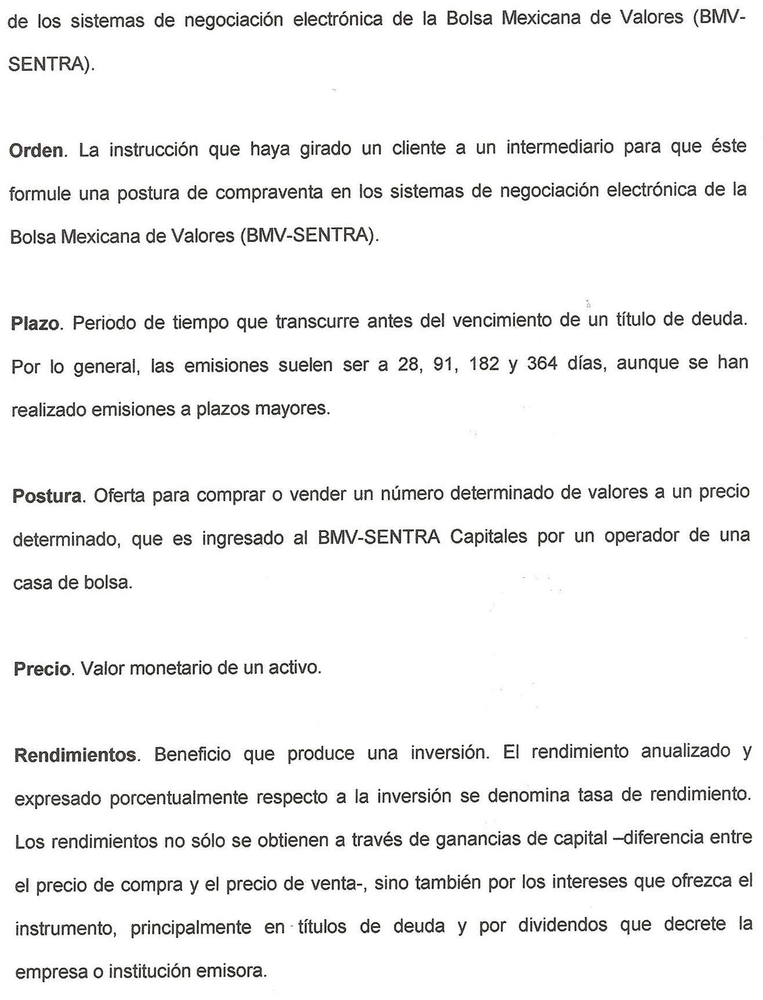 de los sistemas de negociación electrónica de la Bolsa Mexicana de Valores (BMV-
SENTRA).
Orden. La instrucción que haya girado un cliente a un intermediario para que éste
formule una postura de compraventa en los sistemas de negociación electrónica de la
Bolsa Mexicana de Valores (BMV-SENTRA).
Plazo. Periodo de tiempo que transcurre antes del vencimiento de un título de deuda.
Por lo general, las emisiones suelen ser a 28, 91, 182 y 364 días, aunque se han
realizado emisiones a plazos mayores.
Postura. Oferta para comprar o vender un número determinado de valores a un precio
determinado, que es ingresado al BMV-SENTRA Capitales por un operador de una
casa de bolsa.
Precio. Valor monetario de un activo.
Rendimientos. Beneficio que produce una inversión. El rendimiento anualizado y
expresado porcentualmente respecto a la inversión se denomina tasa de rendimiento.
Los rendimientos no sólo se obtienen a través de ganancias de capital –diferencia entre
el precio de compra y el precio de venta-, sino también por los intereses que ofrezca el
instrumento, principalmente en títulos de deuda y por dividendos que decrete la
empresa o institución emisora.